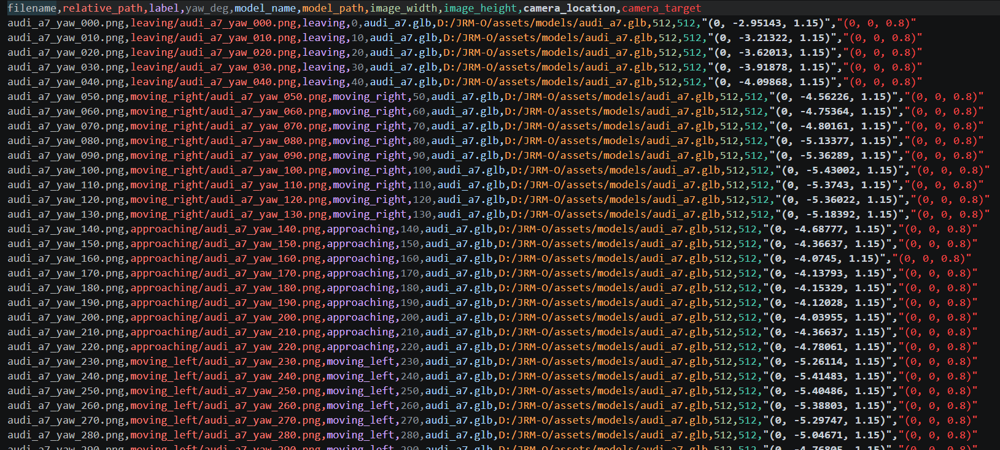 filename,relative_path,label,yaw_deg,model_name,model_path,image_width,image_height,camera_location,camera_target
audi_a7_yaw_000.png,leaving/audi_a7_yaw_000.png,leaving,0,audi_a7.glb,D:/JRM-O/assets/models/audi_a7.glb,512,512,"(0, -2.95143, 1.15)","(0, 0, 0.8)"
audi_a7_yaw_010.png,leaving/audi_a7_yaw_010.png,leaving,10,audi_a7.glb,D:/JRM-O/assets/models/audi_a7.glb,512,512,"(0, -3.21322, 1.15)","(0, 0, 0.8)"
audi_a7_yaw_020.png,leaving/audi_a7_yaw_020.png,leaving,20,audi_a7.glb,D:/JRM-O/assets/models/audi_a7.glb,512,512,"(0, -3.62013, 1.15)","(0, 0, 0.8)"
audi_a7_yaw_030.png,leaving/audi_a7_yaw_030.png,leaving,30,audi_a7.glb,D:/JRM-O/assets/models/audi_a7.glb,512,512,"(0, -3.91878, 1.15)","(0, 0, 0.8)"
audi_a7_yaw_040.png,leaving/audi_a7_yaw_040.png,leaving,40,audi_a7.glb,D:/JRM-O/assets/models/audi_a7.glb,512,512,"(0, -4.09868, 1.15)","(0, 0, 0.8)"
audi_a7_yaw_050.png,moving_right/audi_a7_yaw_050.png,moving_right,50,audi_a7.glb,D:/JRM-O/assets/models/audi_a7.glb,512,512,"(0, -4.56226, 1.15)","(0, 0, 0.8)"
audi_a7_yaw_060.png,moving_right/audi_a7_yaw_060.png,moving_right,60,audi_a7.glb,D:/JRM-O/assets/models/audi_a7.glb,512,512,"(0, -4.75364, 1.15)","(0, 0, 0.8)"
audi_a7_yaw_070.png,moving_right/audi_a7_yaw_070.png,moving_right,70,audi_a7.glb,D:/JRM-O/assets/models/audi_a7.glb,512,512,"(0, -4.80161, 1.15)","(0, 0, 0.8)"
audi_a7_yaw_080.png,moving_right/audi_a7_yaw_080.png,moving_right,80,audi_a7.glb,D:/JRM-O/assets/models/audi_a7.glb,512,512,"(0, -5.13377, 1.15)","(0, 0, 0.8)"
audi_a7_yaw_090.png,moving_right/audi_a7_yaw_090.png,moving_right,90,audi_a7.glb,D:/JRM-O/assets/models/audi_a7.glb,512,512,"(0, -5.36289, 1.15)","(0, 0, 0.8)"
audi_a7_yaw_100.png,moving_right/audi_a7_yaw_100.png,moving_right,100,audi_a7.glb,D:/JRM-O/assets/models/audi_a7.glb,512,512,"(0, -5.43002, 1.15)","(0, 0, 0.8)"
audi_a7_yaw_110.png,moving_right/audi_a7_yaw_110.png,moving_right,110,audi_a7.glb,D:/JRM-O/assets/models/audi_a7.glb,512,512,"(0, -5.3743, 1.15)","(0, 0, 0.8)"
audi_a7_yaw_120.png,moving_right/audi_a7_yaw_120.png,moving_right,120,audi_a7.glb,D:/JRM-O/assets/models/audi_a7.glb,512,512,"(0, -5.36022, 1.15)","(0, 0, 0.8)"
audi_a7_yaw_130.png,moving_right/audi_a7_yaw_130.png,moving_right,130,audi_a7.glb,D:/JRM-O/assets/models/audi_a7.glb,512,512,"(0, -5.18392, 1.15)","(0, 0, 0.8)"
audi_a7_yaw_140.png,approaching/audi_a7_yaw_140.png,approaching,140,audi_a7.glb,D:/JRM-O/assets/models/audi_a7.glb,512,512,"(0, -4.68777, 1.15)","(0, 0, 0.8)"
audi_a7_yaw_150.png,approaching/audi_a7_yaw_150.png,approaching,150,audi_a7.glb,D:/JRM-O/assets/models/audi_a7.glb,512,512,"(0, -4.36637, 1.15)","(0, 0, 0.8)"
audi_a7_yaw_160.png,approaching/audi_a7_yaw_160.png,approaching,160,audi_a7.glb,D:/JRM-O/assets/models/audi_a7.glb,512,512,"(0, -4.0745, 1.15)","(0, 0, 0.8)"
audi_a7_yaw_170.png,approaching/audi_a7_yaw_170.png,approaching,170,audi_a7.glb,D:/JRM-O/assets/models/audi_a7.glb,512,512,"(0, -4.13793, 1.15)","(0, 0, 0.8)"
audi_a7_yaw_180.png,approaching/audi_a7_yaw_180.png,approaching,180,audi_a7.glb,D:/JRM-O/assets/models/audi_a7.glb,512,512,"(0, -4.15329, 1.15)","(0, 0, 0.8)"
audi_a7_yaw_190.png,approaching/audi_a7_yaw_190.png,approaching,190,audi_a7.glb,D:/JRM-O/assets/models/audi_a7.glb,512,512,"(0, -4.12028, 1.15)","(0, 0, 0.8)"
audi_a7_yaw_200.png,approaching/audi_a7_yaw_200.png,approaching,200,audi_a7.glb,D:/JRM-O/assets/models/audi_a7.glb,512,512,"(0, -4.03955, 1.15)","(0, 0, 0.8)"
audi_a7_yaw_210.png,approaching/audi_a7_yaw_210.png,approaching,210,audi_a7.glb,D:/JRM-O/assets/models/audi_a7.glb,512,512,"(0, -4.36637, 1.15)","(0, 0, 0.8)"
audi_a7_yaw_220.png,approaching/audi_a7_yaw_220.png,approaching,220,audi_a7.glb,D:/JRM-O/assets/models/audi_a7.glb,512,512,"(0, -4.78061, 1.15)","(0, 0, 0.8)"
audi_a7_yaw_230.png,moving_left/audi_a7_yaw_230.png,moving_left,230,audi_a7.glb,D:/JRM-O/assets/models/audi_a7.glb,512,512,"(0, -5.26114, 1.15)","(0, 0, 0.8)"
audi_a7_yaw_240.png,moving_left/audi_a7_yaw_240.png,moving_left,240,audi_a7.glb,D:/JRM-O/assets/models/audi_a7.glb,512,512,"(0, -5.41483, 1.15)","(0, 0, 0.8)"
audi_a7_yaw_250.png,moving_left/audi_a7_yaw_250.png,moving_left,250,audi_a7.glb,D:/JRM-O/assets/models/audi_a7.glb,512,512,"(0, -5.40486, 1.15)","(0, 0, 0.8)"
audi_a7_yaw_260.png,moving_left/audi_a7_yaw_260.png,moving_left,260,audi_a7.glb,D:/JRM-O/assets/models/audi_a7.glb,512,512,"(0, -5.38803, 1.15)","(0, 0, 0.8)"
audi_a7_yaw_270.png,moving_left/audi_a7_yaw_270.png,moving_left,270,audi_a7.glb,D:/JRM-O/assets/models/audi_a7.glb,512,512,"(0, -5.29747, 1.15)","(0, 0, 0.8)"
audi_a7_yaw_280.png,moving_left/audi_a7_yaw_280.png,moving_left,280,audi_a7.glb,D:/JRM-O/assets/models/audi_a7.glb,512,512,"(0, -5.04671, 1.15)","(0, 0, 0.8)"
audi_a7_yaw_290.png,moving_left/audi_a7_yaw_290.png,moving_left,290,audi_a7.glb,D:/JRM-O/assets/models/audi_a7.glb,512,512,"(0, -4.76805, 1.15)","(0, 0, 0.8)"